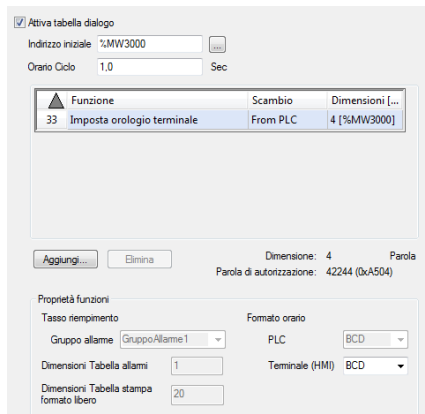 Attiva tabella dialogo
Indirizzo iniziale %MW3000 ...
Orario Ciclo 1,0 Sec
Funzione Scambio Dimensioni [...
33 Imposta orologio terminale From PLC 4 [%MW3000]
Aggiungi... Elimina Dimensione: 4 Parola
Parola di autorizzazione: 42244 (0xA504)
Proprietà funzioni
Tasso riempimento Formato orario
Gruppo allarme GruppoAllarme1 PLC BCD
Dimensioni Tabella allarmi 1 Terminale (HMI) BCD
Dimensioni Tabella stampa
formato libero 20